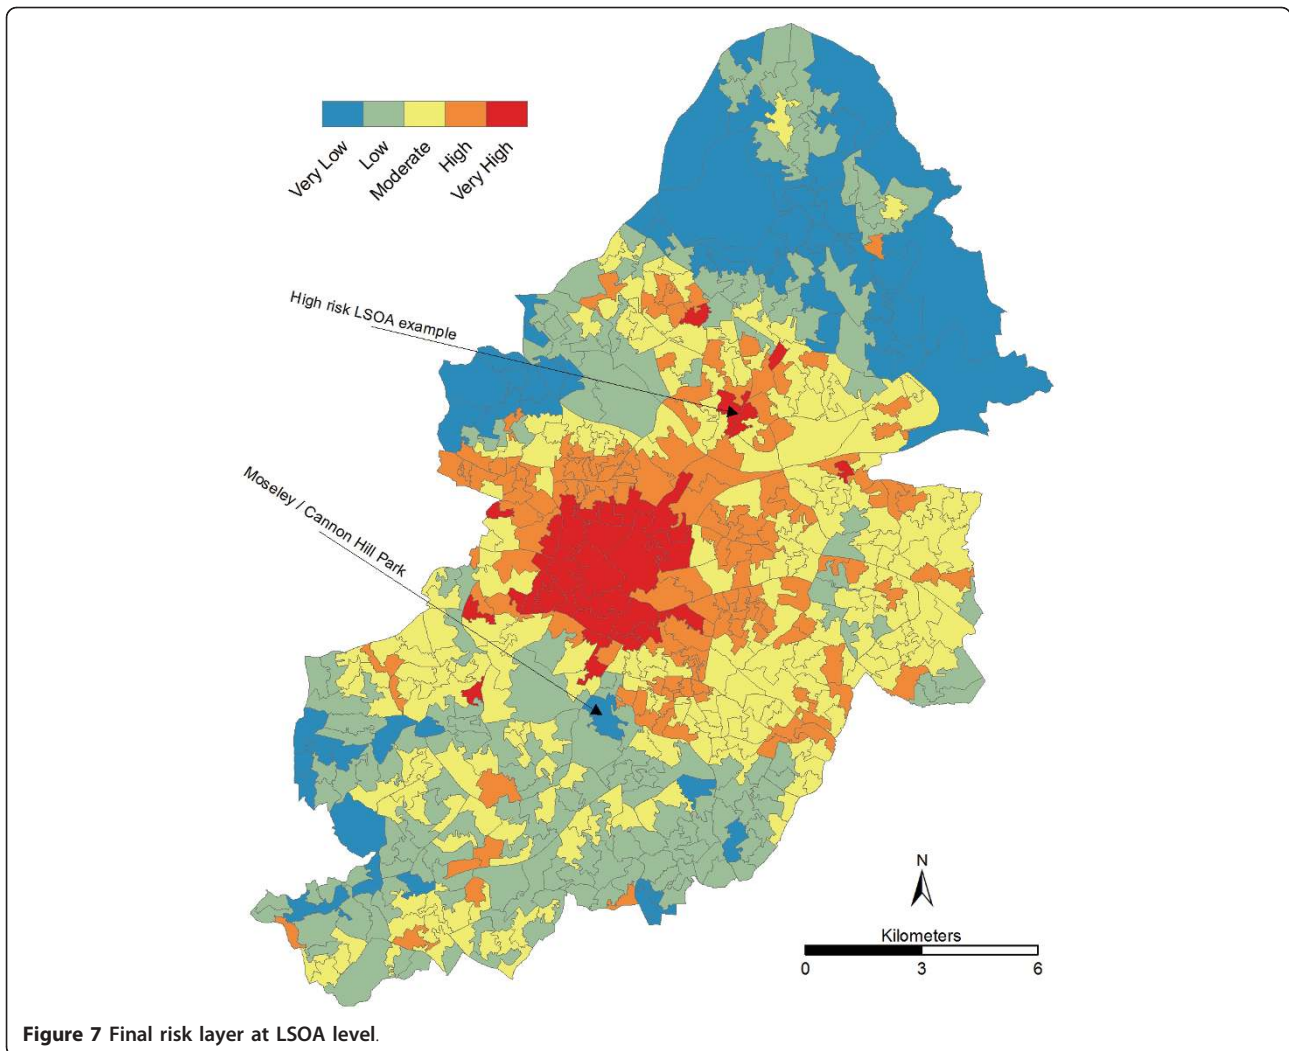 Very Low
Low
Moderate
High
Very High
High risk LSOA example
Moseley / Cannon Hill Park
N
Kilometers
0 3 6
Figure 7 Final risk layer at LSOA level.